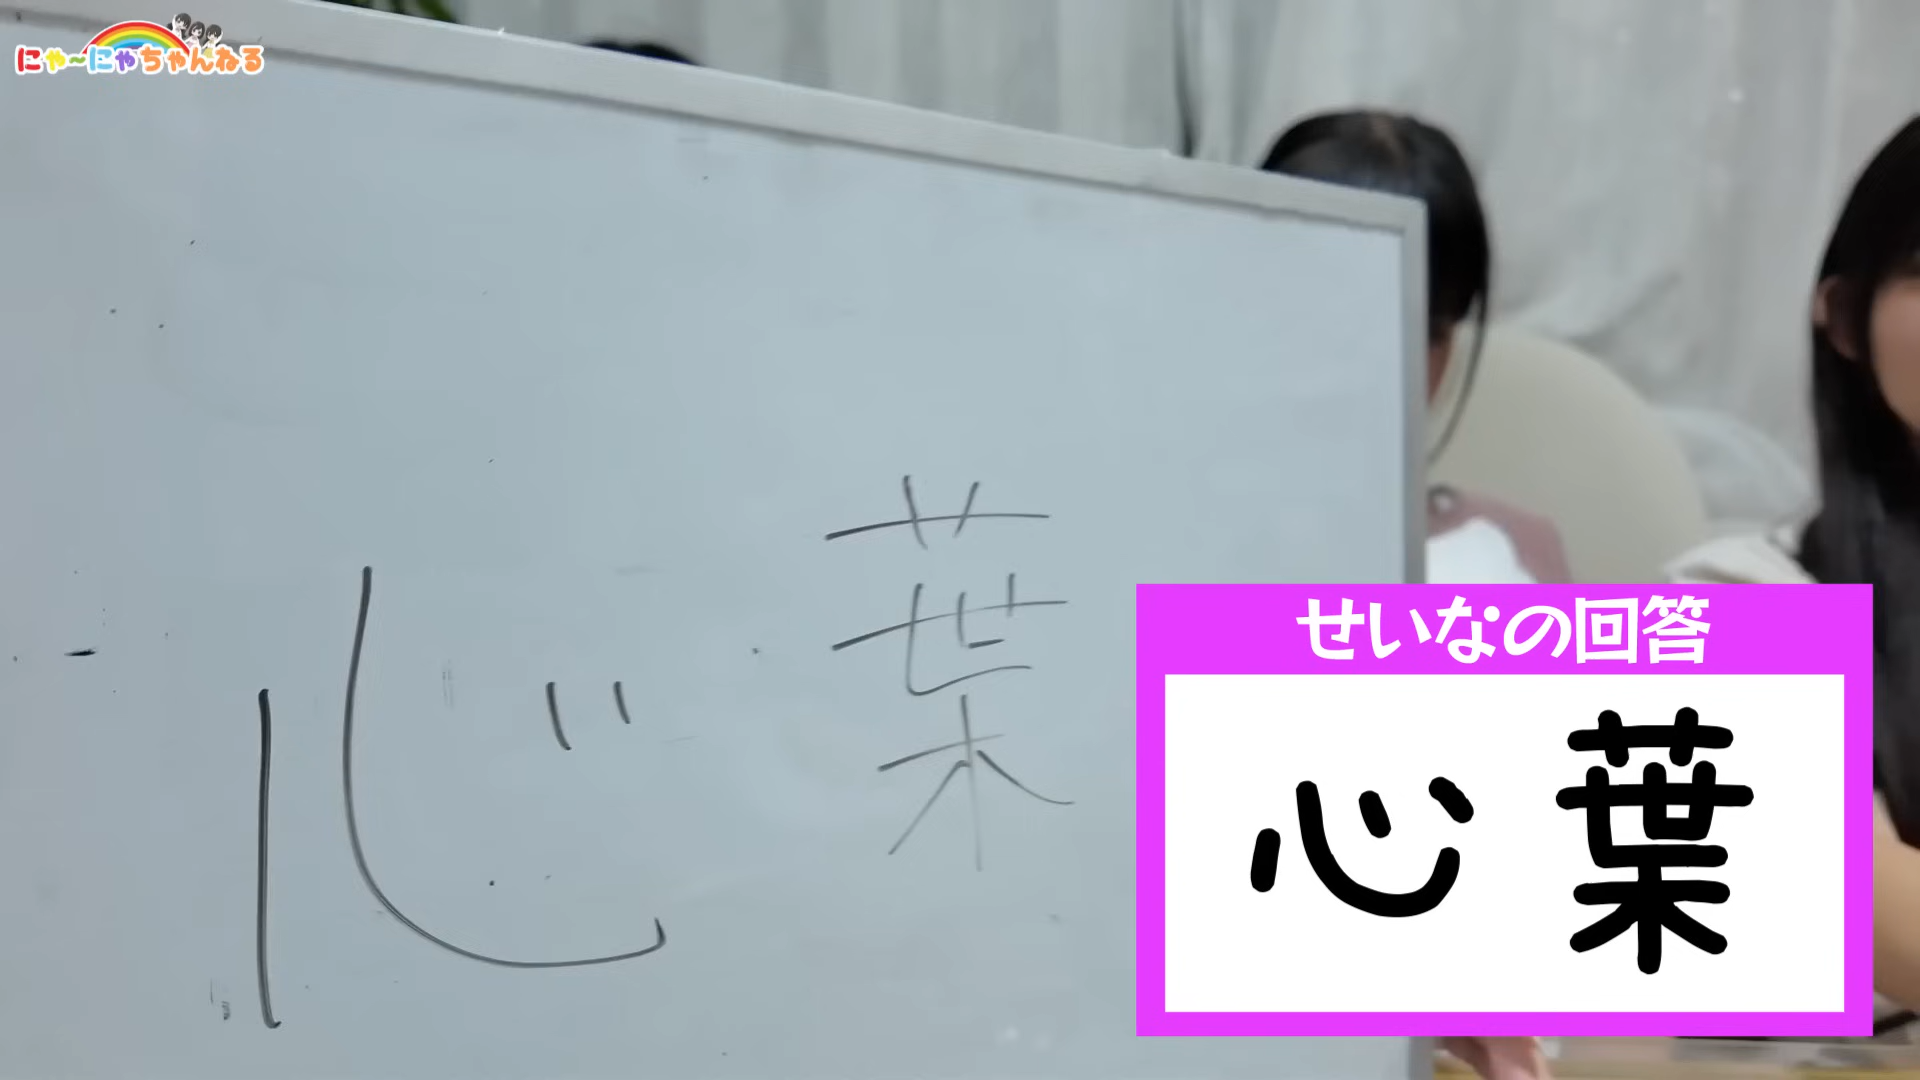 にゃ~にゃちゃんねる
心葉
せいなの回答
心葉